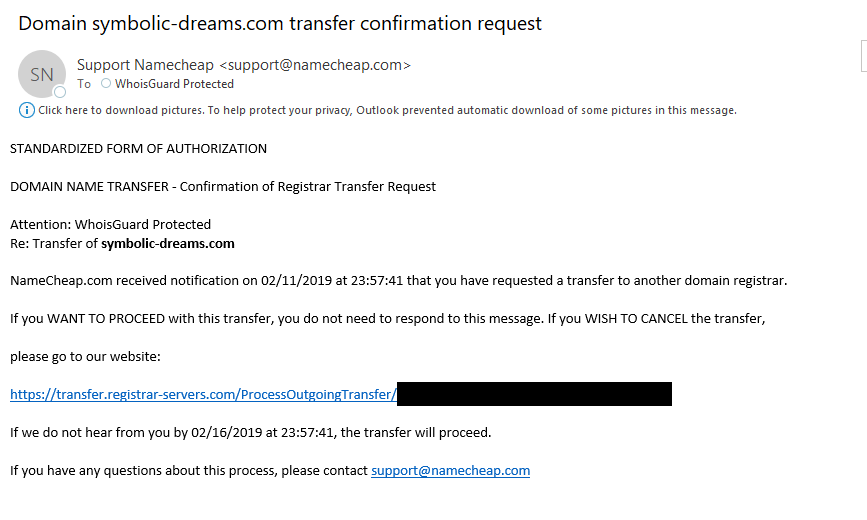 Domain symbolic-dreams.com transfer confirmation request
SN
Support Namecheap <support@namecheap.com>
To WhoisGuard Protected
Click here to download pictures. To help protect your privacy, Outlook prevented automatic download of some pictures in this message.
STANDARDIZED FORM OF AUTHORIZATION
DOMAIN NAME TRANSFER - Confirmation of Registrar Transfer Request
Attention: WhoisGuard Protected
Re: Transfer of symbolic-dreams.com
NameCheap.com received notification on 02/11/2019 at 23:57:41 that you have requested a transfer to another domain registrar.
If you WANT TO PROCEED with this transfer, you do not need to respond to this message. If you WISH TO CANCEL the transfer,
please go to our website:
https://transfer.registrar-servers.com/ProcessOutgoingTransfer/
If we do not hear from you by 02/16/2019 at 23:57:41, the transfer will proceed.
If you have any questions about this process, please contact support@namecheap.com